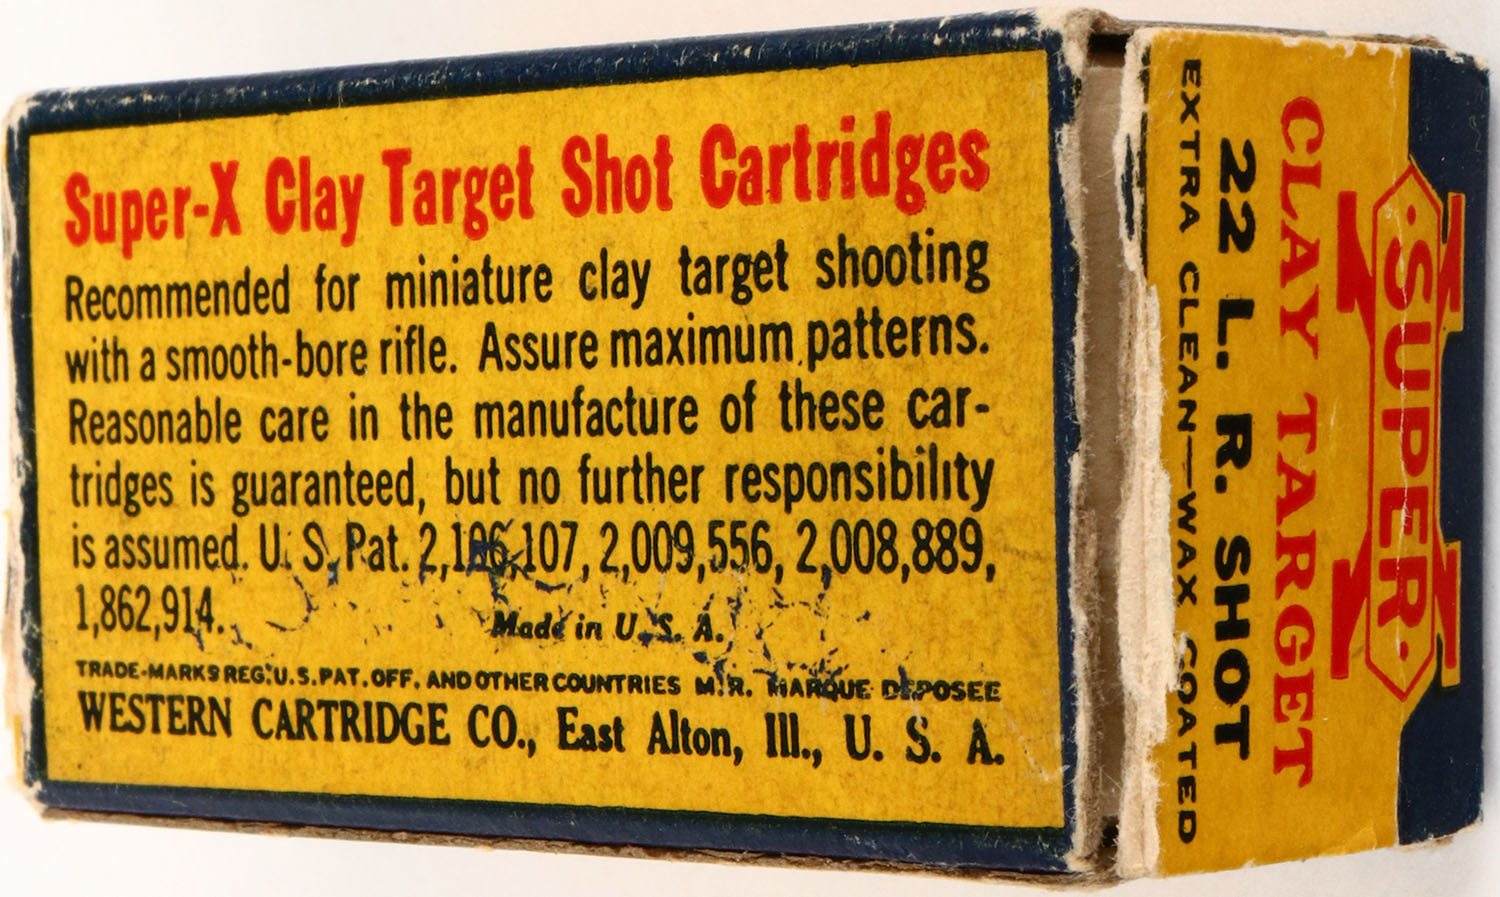 Super-X Clay Target Shot Cartridges
Recommended for miniature clay target shooting
with a smooth-bore rifle. Assure maximum patterns.
Reasonable care in the manufacture of these car-
tridges is guaranteed, but no further responsibility
is assumed. U. S. Pat. 2,106,107, 2,009,556, 2,008,889,
1,862,914.
Made in U. S. A.
TRADE-MARKS REG. U.S. PAT. OFF. AND OTHER COUNTRIES M. R. MARQUE DEPOSEE
WESTERN CARTRIDGE CO., East Alton, Ill., U. S. A.
·SUPER·
X
CLAY TARGET
22 L. R. SHOT
EXTRA CLEAN—WAX COATED